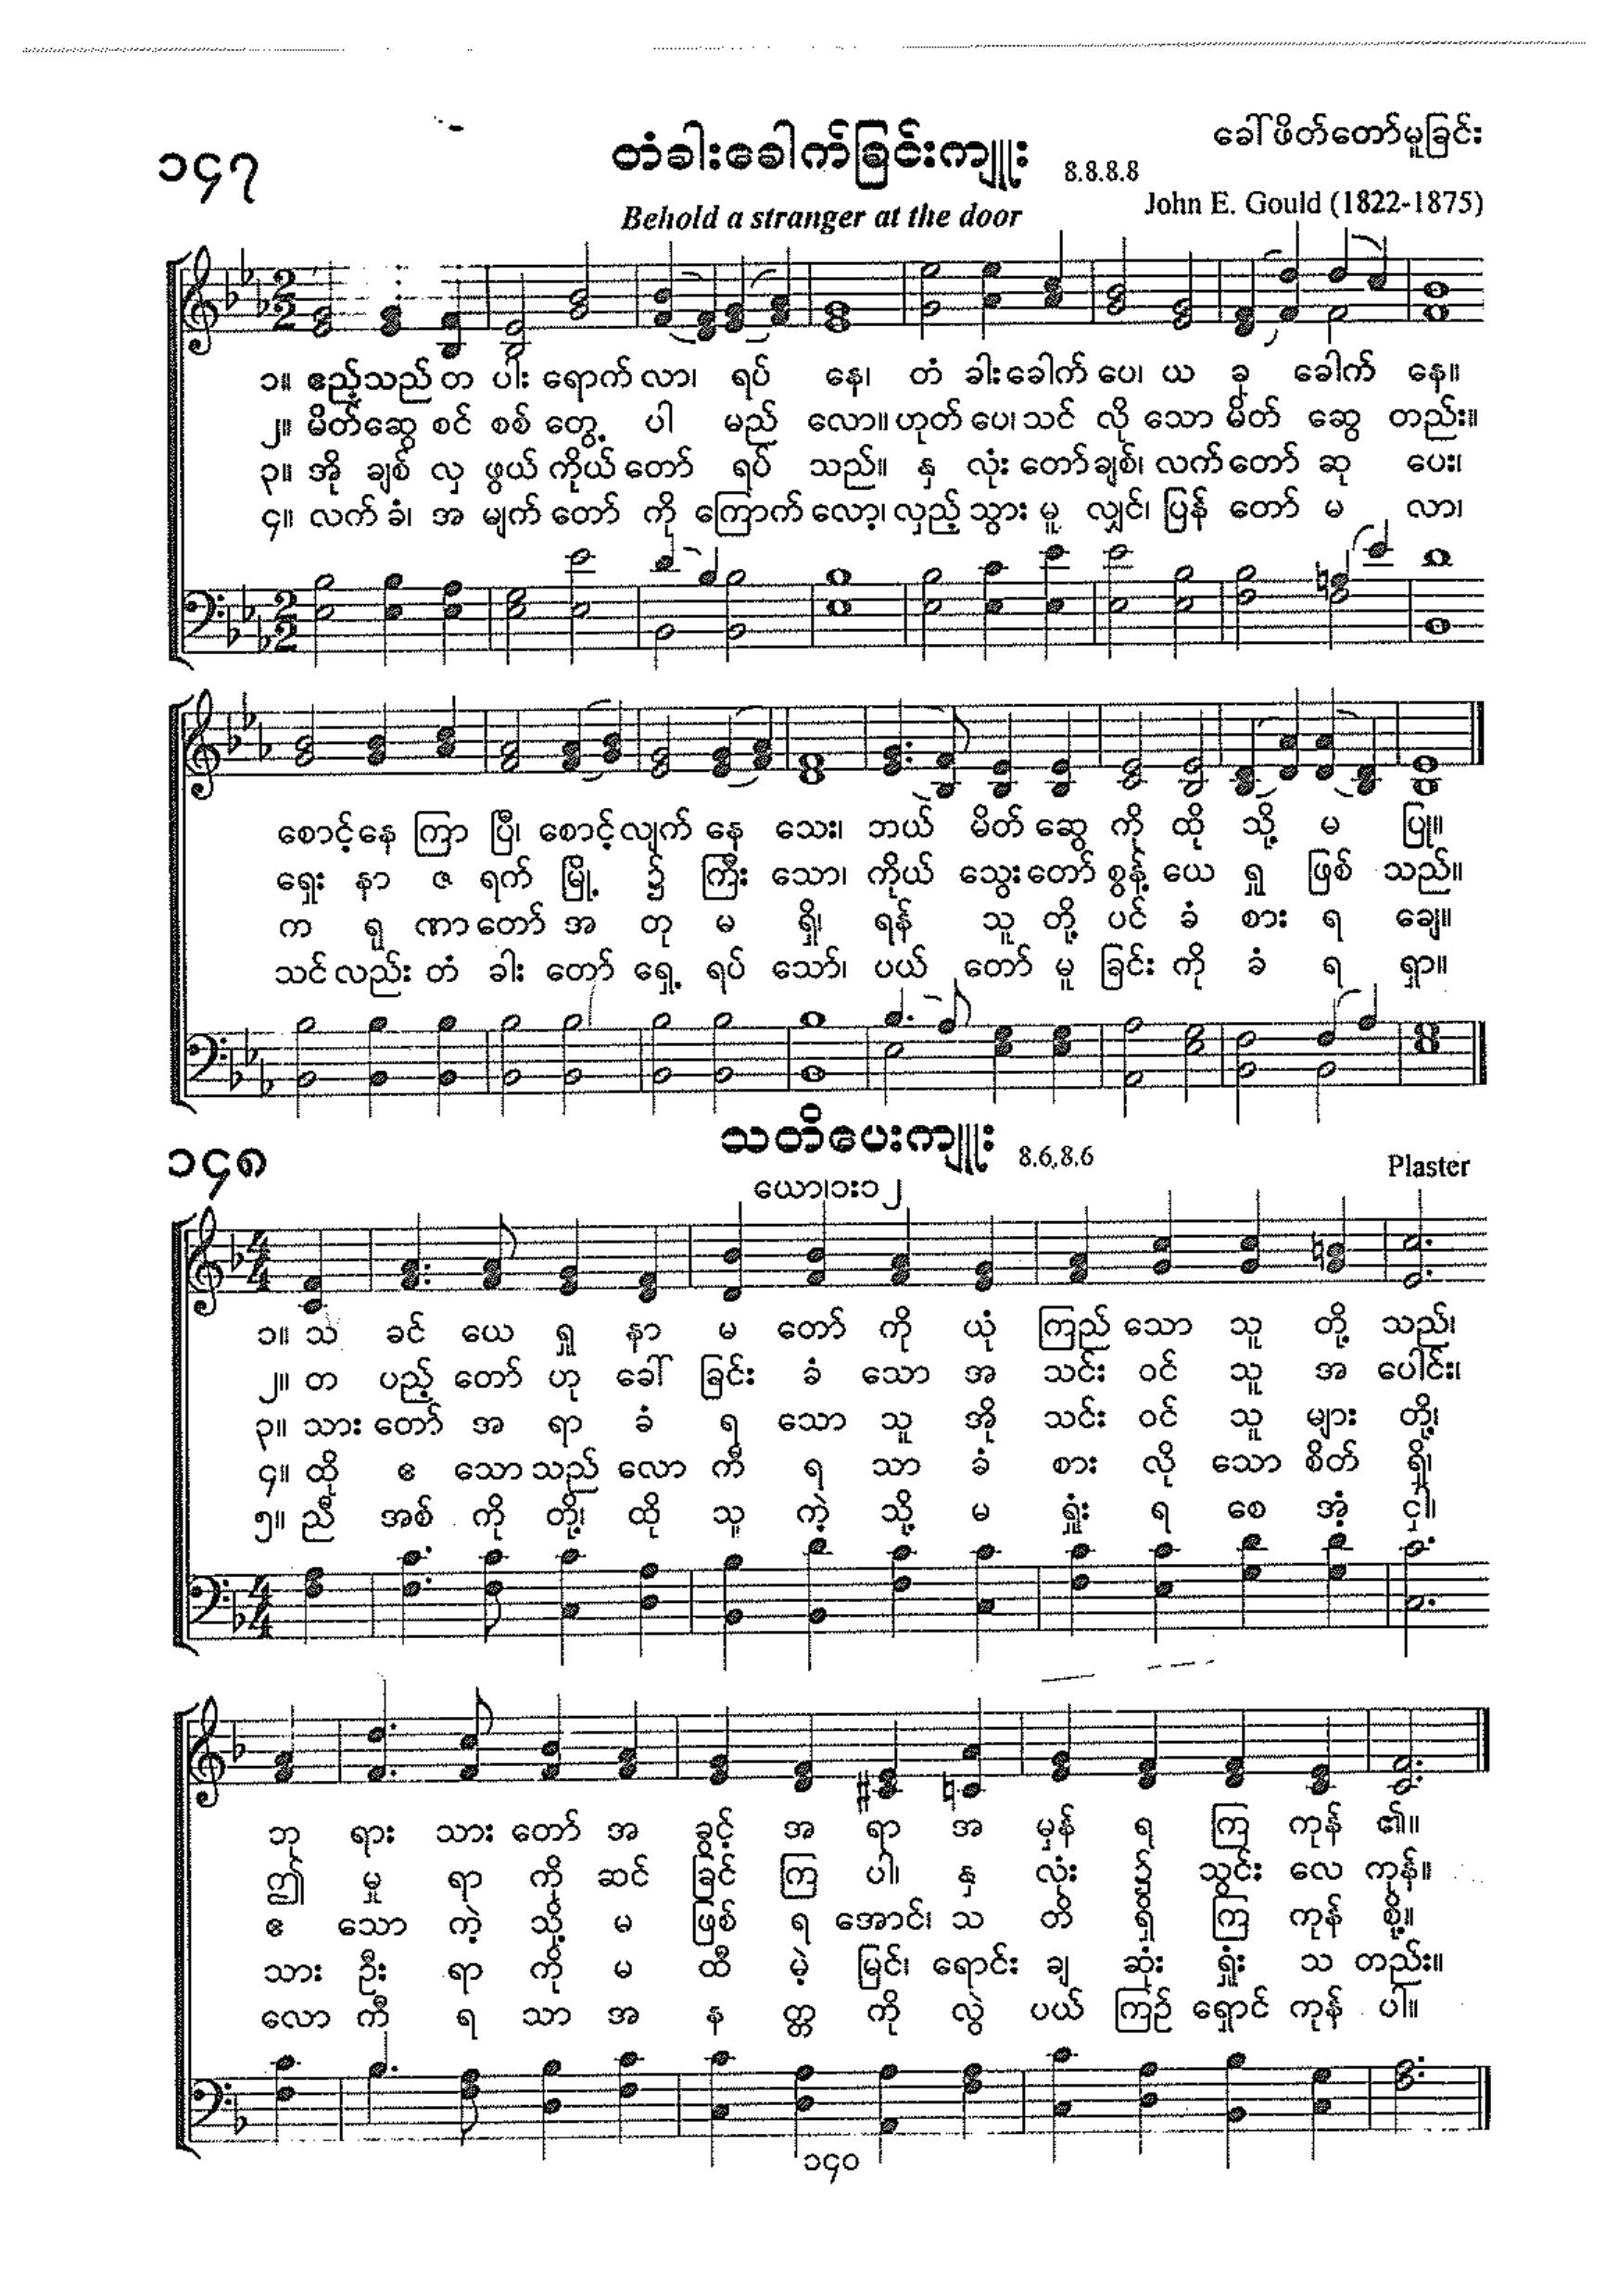 ခေါ်ဖိတ်တော်မူခြင်း
၁၄၇ တံခါးခေါက်ခြင်းကျူး 8.8.8.8
Behold a stranger at the door John E. Gould (1822-1875)
၁။ ဧည့်သည် တ ပါး ရောက် လာ၊ ရပ် နေ၊ တံ ခါး ခေါက် ပေ၊ ယ ခု ခေါက် နေ။
၂။ မိတ်ဆွေ စင် စစ် တွေ့ ပါ မည် လော။ ဟုတ် ပေ၊ သင် လို သော မိတ် ဆွေ တည်း။
၃။ အို ချစ် လှ ဖွယ် ကိုယ် တော် ရပ် သည်။ နှ လုံး တော် ချစ်၊ လက် တော် ဆု ပေး၊
၄။ လက် ခံ၊ အ မျက် တော် ကို ကြောက် လော့၊ လှည့် သွား မူ လျှင်၊ ပြန် တော် မ လာ၊
စောင့် နေ ကြာ ပြီ၊ စောင့် လျက် နေ သေး၊ ဘယ် မိတ် ဆွေ ကို ထို သို့ မ ပြု။
ရှေး နာ ဇ ရက် မြို့ ၌ ကြီး သော၊ ကိုယ် သွေး တော် စွန့် ယေ ရှု ဖြစ် သည်။
က ရု ဏာ တော် အ တု မ ရှိ၊ ရန် သူ တို့ ပင် ခံ စား ရ ချေ။
သင် လည်း တံ ခါး တော် ရှေ့ ရပ် သော်၊ ပယ် တော် မူ ခြင်း ကို ခံ ရ ရှာ။
၁၄၈ သတိပေးကျူး 8.6.8.6 Plaster
ယော၊၁း၁၂
၁။ သ ခင် ယေ ရှု နာ မ တော် ကို ယုံ ကြည် သော သူ တို့ သည်၊
၂။ တ ပည့် တော် ဟု ခေါ် ခြင်း ခံ သော အ သင်း ဝင် သူ အ ပေါင်း၊
၃။ သား တော် အ ရာ ခံ ရ သော သူ အို သင်း ဝင် သူ များ တို့၊
၄။ ထို ဧ သော သည် လော ကီ ရ သာ ခံ စား လို သော စိတ် ရှိ၊
၅။ ညီ အစ် ကို တို့၊ ထို သူ ကဲ့ သို့ မ ရှုံး ရ စေ အံ့ ငှါ၊
ဘု ရား သား တော် အ ခွင့် အ ရာ အ မှန် ရ ကြ ကုန် ၏။
ဤ မှု ရာ ကို ဆင် ခြင် ကြ ပါ၊ နှ လုံး ၌ သွင်း လေ ကုန်။
ဧ သော ကဲ့ သို့ မ ဖြစ် ရ အောင်၊ သ တိ ရှိ ကြ ကုန် စို့။
သား ဦး ရာ ကို မ ထီ မဲ့ မြင်၊ ရောင်း ချ ဆုံး ရှုံး သ တည်း။
လော ကီ ရ သာ အ န တ္တ ကို လွှဲ ပယ် ကြဉ် ရှောင် ကုန် ပါ။
၁၄၀